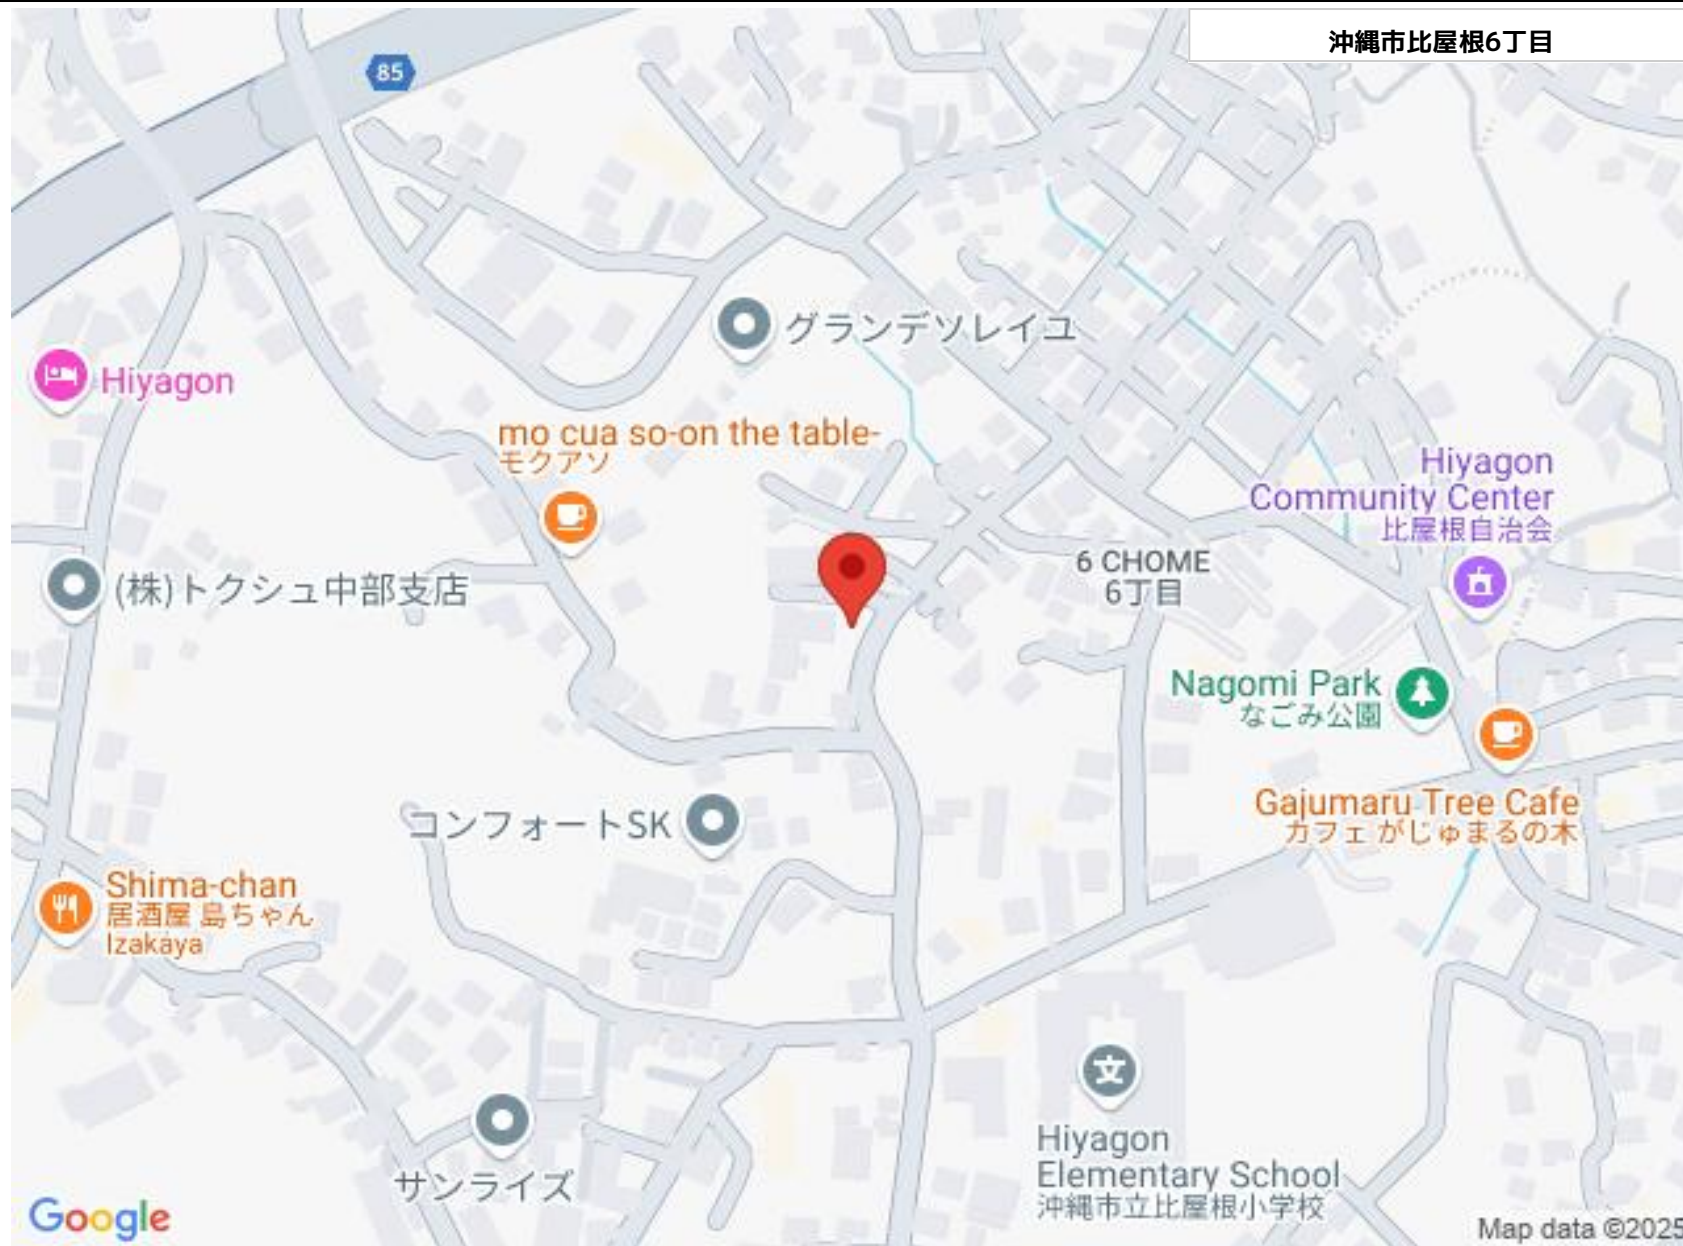 沖縄市比屋根6丁目
85
グランデソレイユ
Hiyagon
mo cua so-on the table-
モクアソ
Hiyagon
Community Center
比屋根自治会
6 CHOME
6丁目
(株)トクシュ中部支店
Nagomi Park
なごみ公園
Gajumaru Tree Cafe
カフェ がじゅまるの木
コンフォートSK
Shima-chan
居酒屋 島ちゃん
Izakaya
文
Hiyagon
Elementary School
沖縄市立比屋根小学校
サンライズ
Google
Map data ©2025